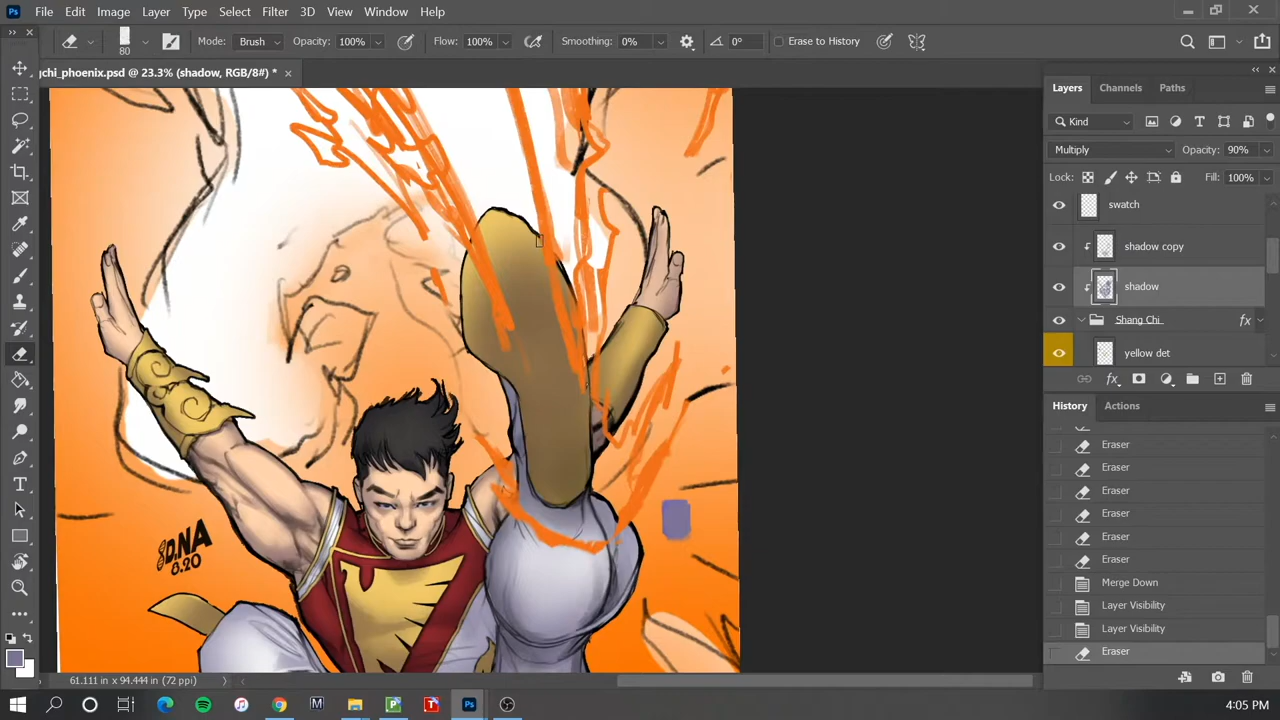 Ps File Edit Image Layer Type Select Filter 3D View Window Help
80 Mode: Brush Opacity: 100% Flow: 100% Smoothing: 0% 0° Erase to History
gchi_phoenix.psd @ 23.3% (shadow, RGB/8#) *
Layers Channels Paths
Kind
Multiply Opacity: 90%
Lock: Fill: 100%
swatch
shadow copy
shadow
Shang Chi fx
yellow det
fx
History Actions
Eraser
Eraser
Eraser
Eraser
Eraser
Eraser
Merge Down
Layer Visibility
Layer Visibility
Eraser
D.NA
8.20
61.111 in x 94.444 in (72 ppi)
M P T Ps 4:05 PM